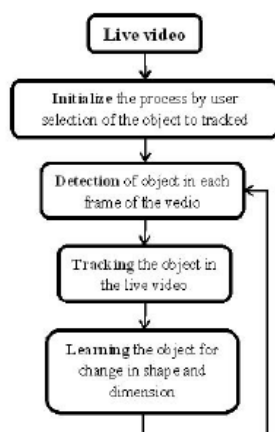 Live video
Initialize the process by user
selection of the object to tracked
Detection of object in each
frame of the vedio
Tracking the object in
the live video
Learning the object for
change in shape and
dimension